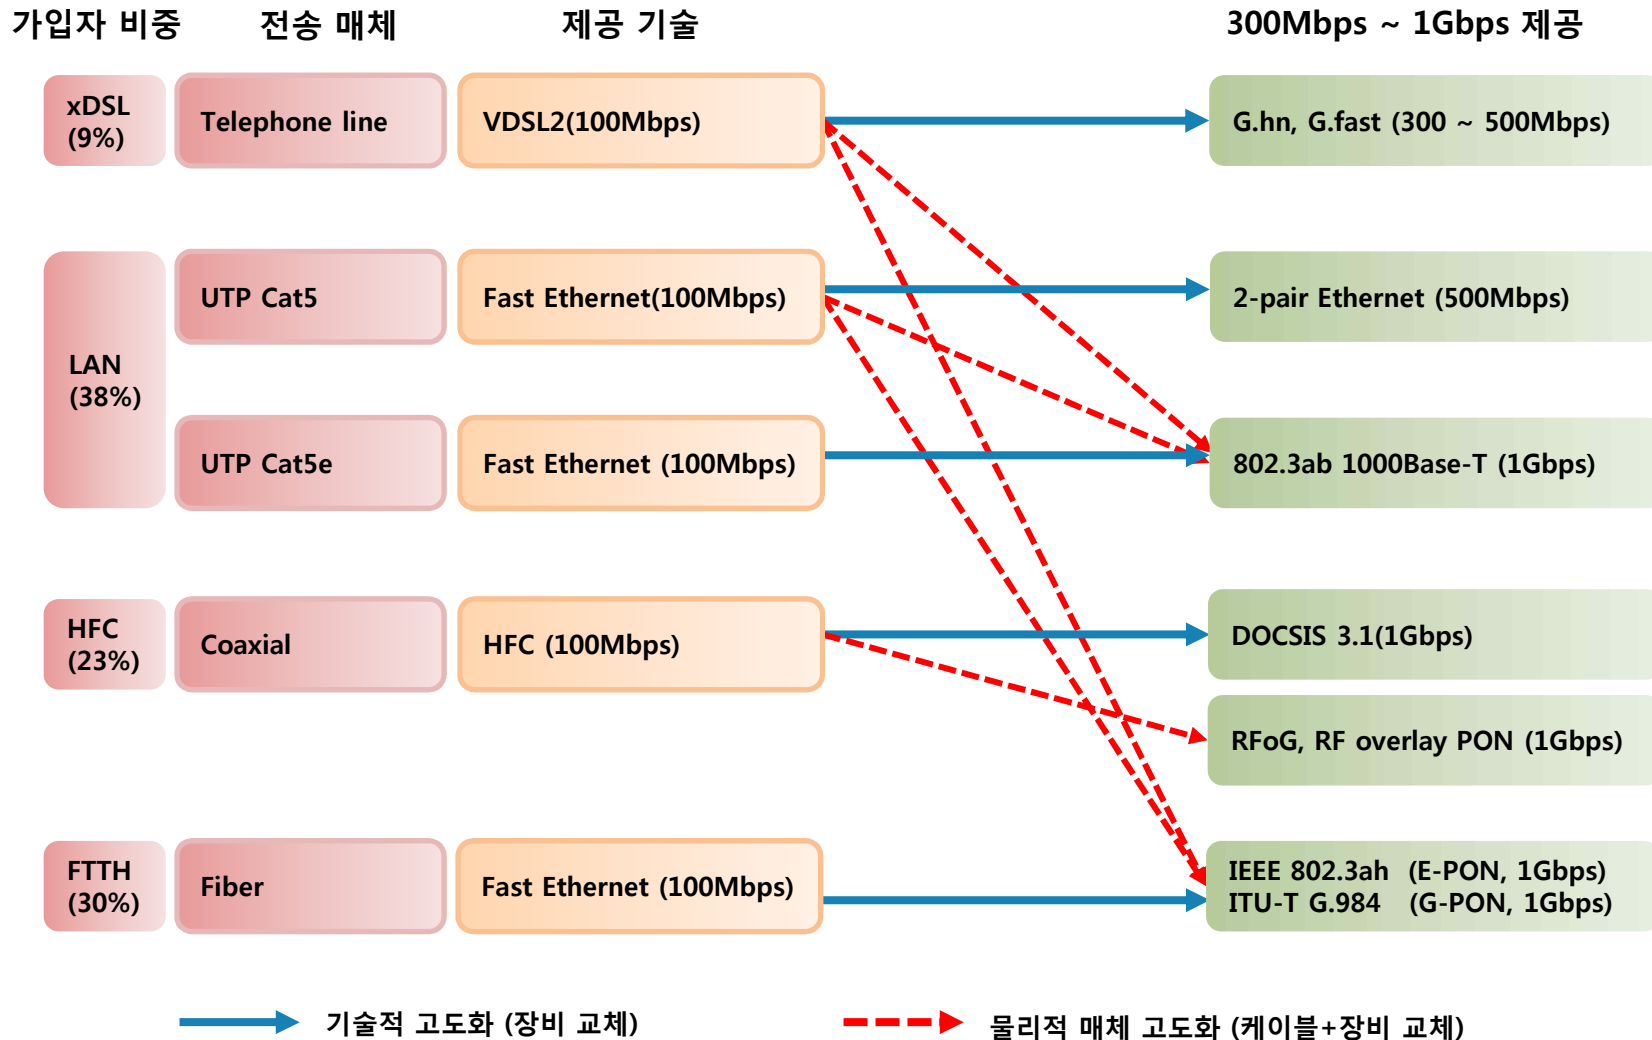 가입자 비중
전송 매체
제공 기술
300Mbps ~ 1Gbps 제공
xDSL
(9%)
Telephone line
VDSL2(100Mbps)
G.hn, G.fast (300 ~ 500Mbps)
LAN
(38%)
UTP Cat5
Fast Ethernet(100Mbps)
2-pair Ethernet (500Mbps)
UTP Cat5e
Fast Ethernet (100Mbps)
802.3ab 1000Base-T (1Gbps)
HFC
(23%)
Coaxial
HFC (100Mbps)
DOCSIS 3.1(1Gbps)
RFoG, RF overlay PON (1Gbps)
FTTH
(30%)
Fiber
Fast Ethernet (100Mbps)
IEEE 802.3ah (E-PON, 1Gbps)
ITU-T G.984 (G-PON, 1Gbps)
기술적 고도화 (장비 교체)
물리적 매체 고도화 (케이블+장비 교체)